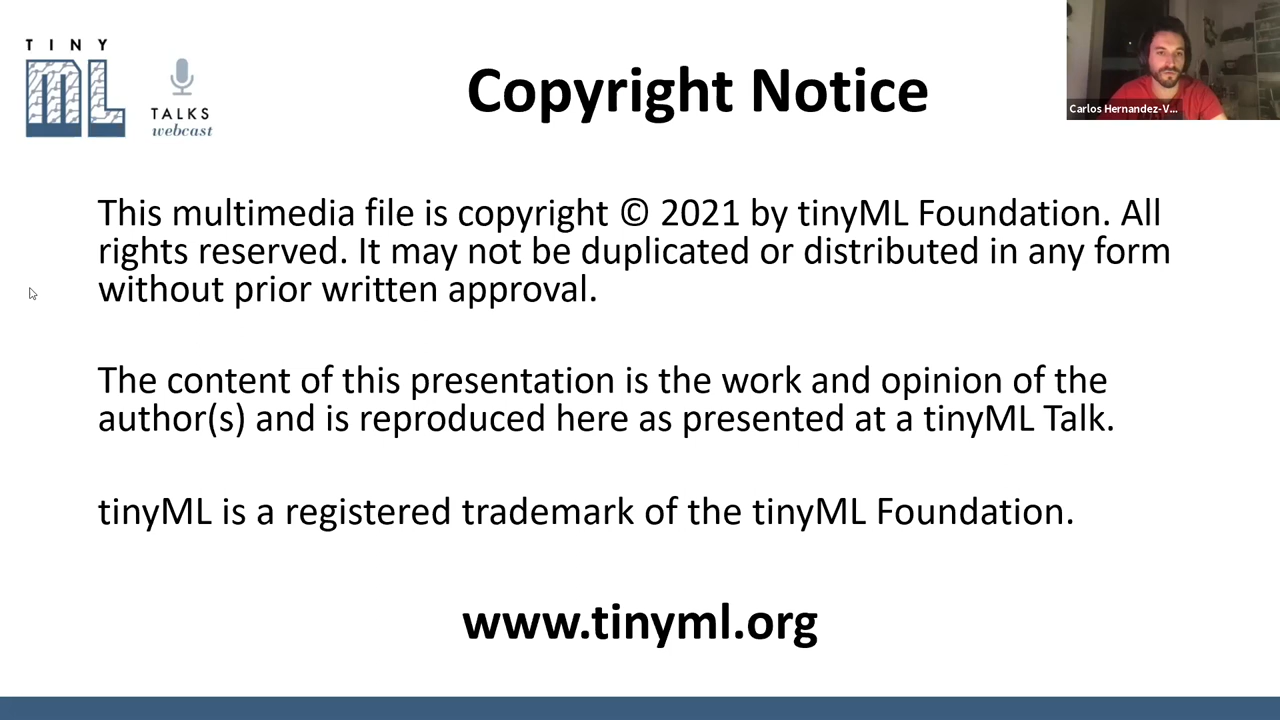 TINY
ML
TALKS
webcast
Copyright Notice
Carlos Hernandez-V...
This multimedia file is copyright © 2021 by tinyML Foundation. All
rights reserved. It may not be duplicated or distributed in any form
without prior written approval.
The content of this presentation is the work and opinion of the
author(s) and is reproduced here as presented at a tinyML Talk.
tinyML is a registered trademark of the tinyML Foundation.
www.tinyml.org